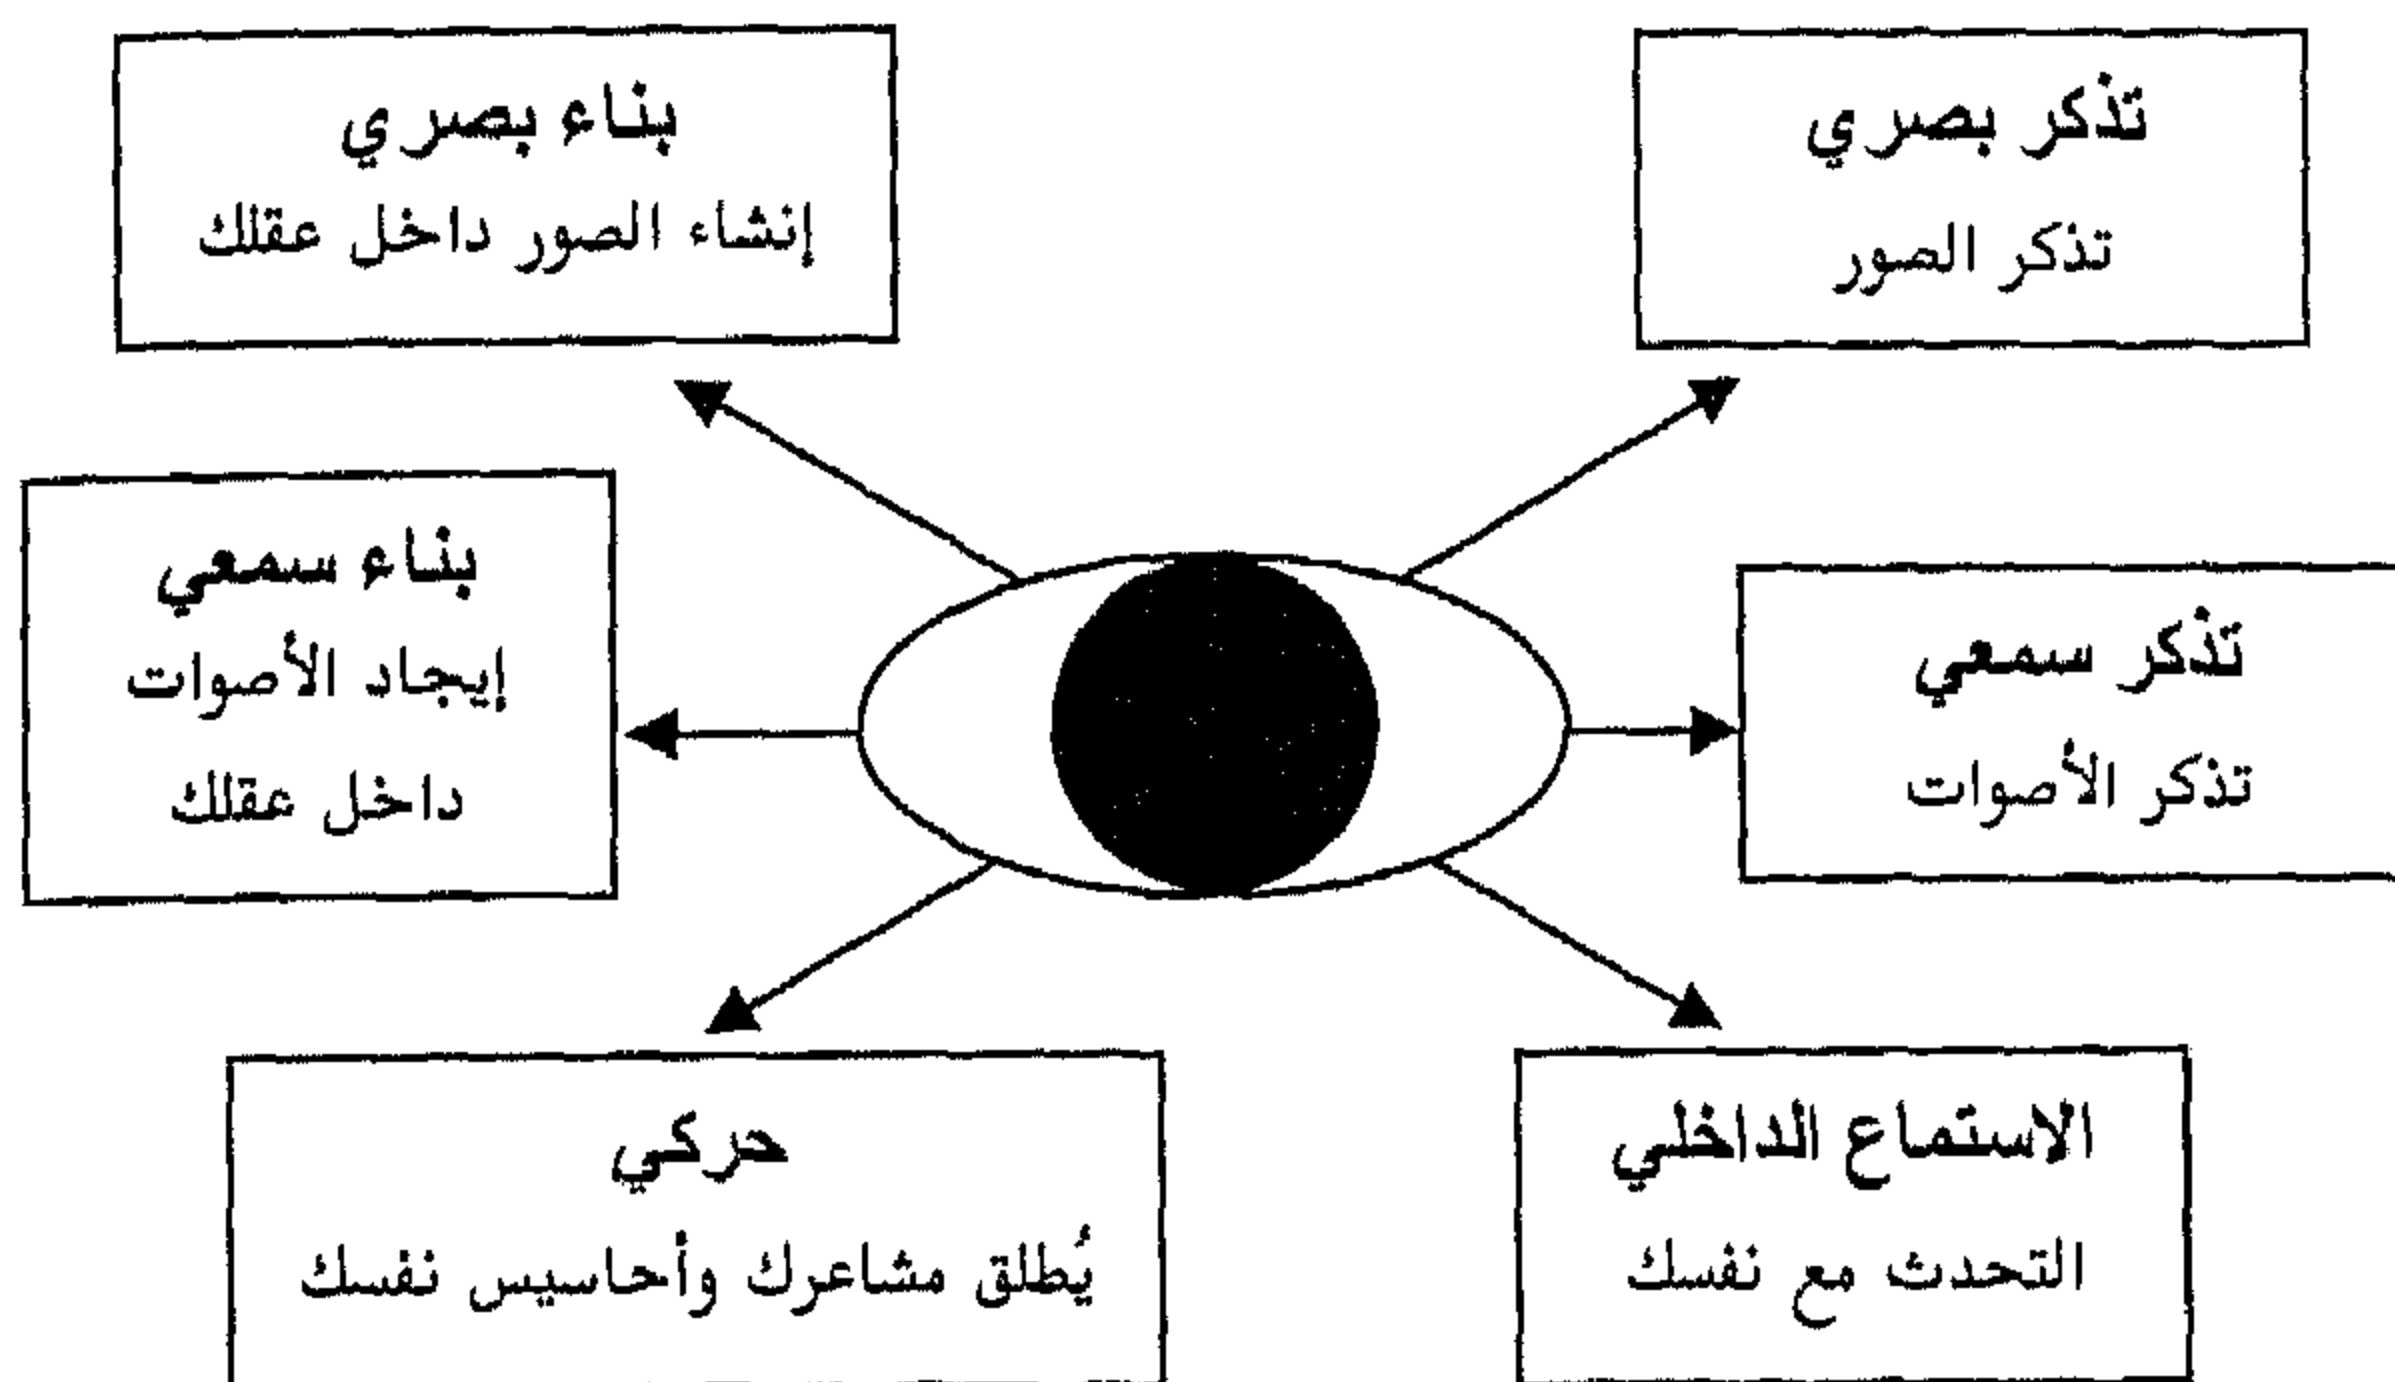 تذكر بصري
تذكر الصور
بناء بصري
إنشاء الصور داخل عقلك
تذكر سمعي
تذكر الأصوات
بناء سمعي
إيجاد الأصوات
داخل عقلك
الاستماع الداخلي
التحدث مع نفسك
حركي
يُطلق مشاعرك وأحاسيس نفسك